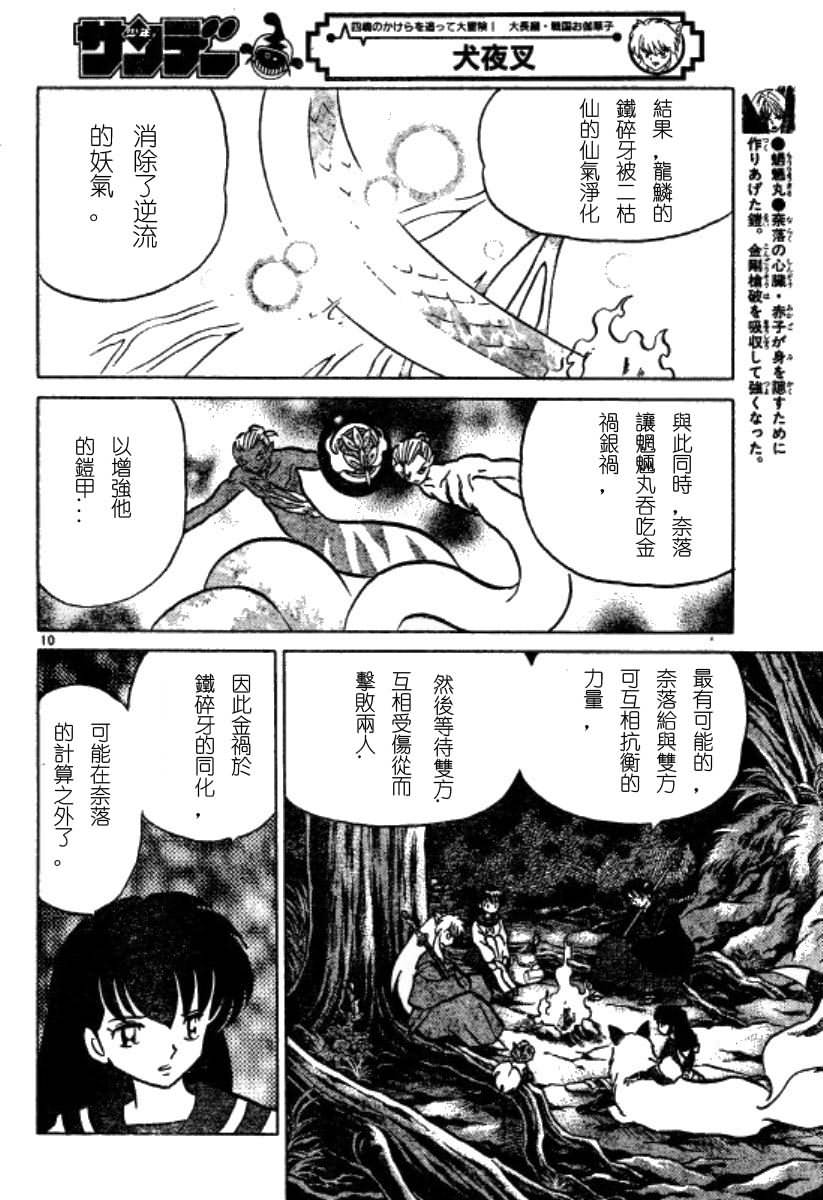 少年サンデー
四魂のかけらを追って大冒険! 大長編・戦国お伽草子
犬夜叉
●魍魎丸●奈落の心臓・赤子が身を隠すために
作りあげた鎧。金剛槍破を吸収して強くなった。
結果,龍鱗的
鐵碎牙被二枯
仙的仙氣淨化
消除了逆流
的妖氣。
與此同時,奈落
讓魍魎丸吞吃金
禍銀禍,
以增強他
的鎧甲…
10
最有可能的,
奈落給與雙方
可互相抗衡的
力量,
然後等待雙方.
互相受傷從而
擊敗兩人.
因此金禍於
鐵碎牙的同化,
可能在奈落
的計算之外了。